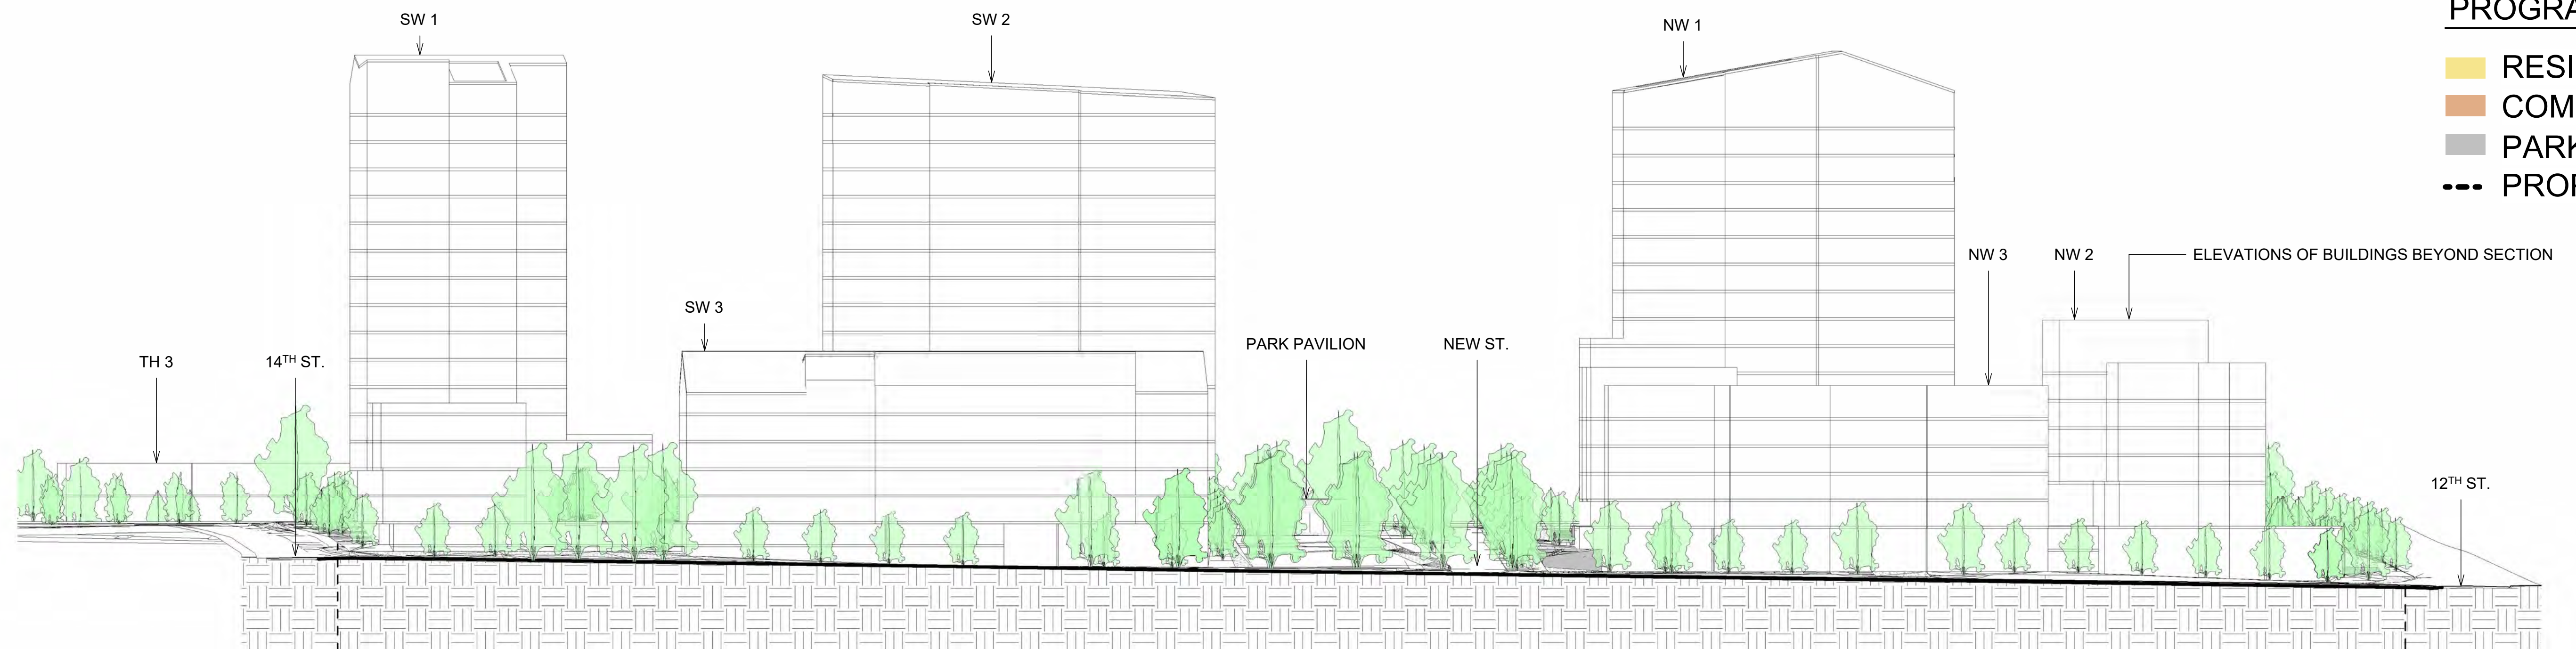 SW 1
SW 2
NW 1
PROGRA
RESI
COM
PARK
PROP
NW 3
NW 2
ELEVATIONS OF BUILDINGS BEYOND SECTION
SW 3
PARK PAVILION
NEW ST.
TH 3
14TH ST.
12TH ST.